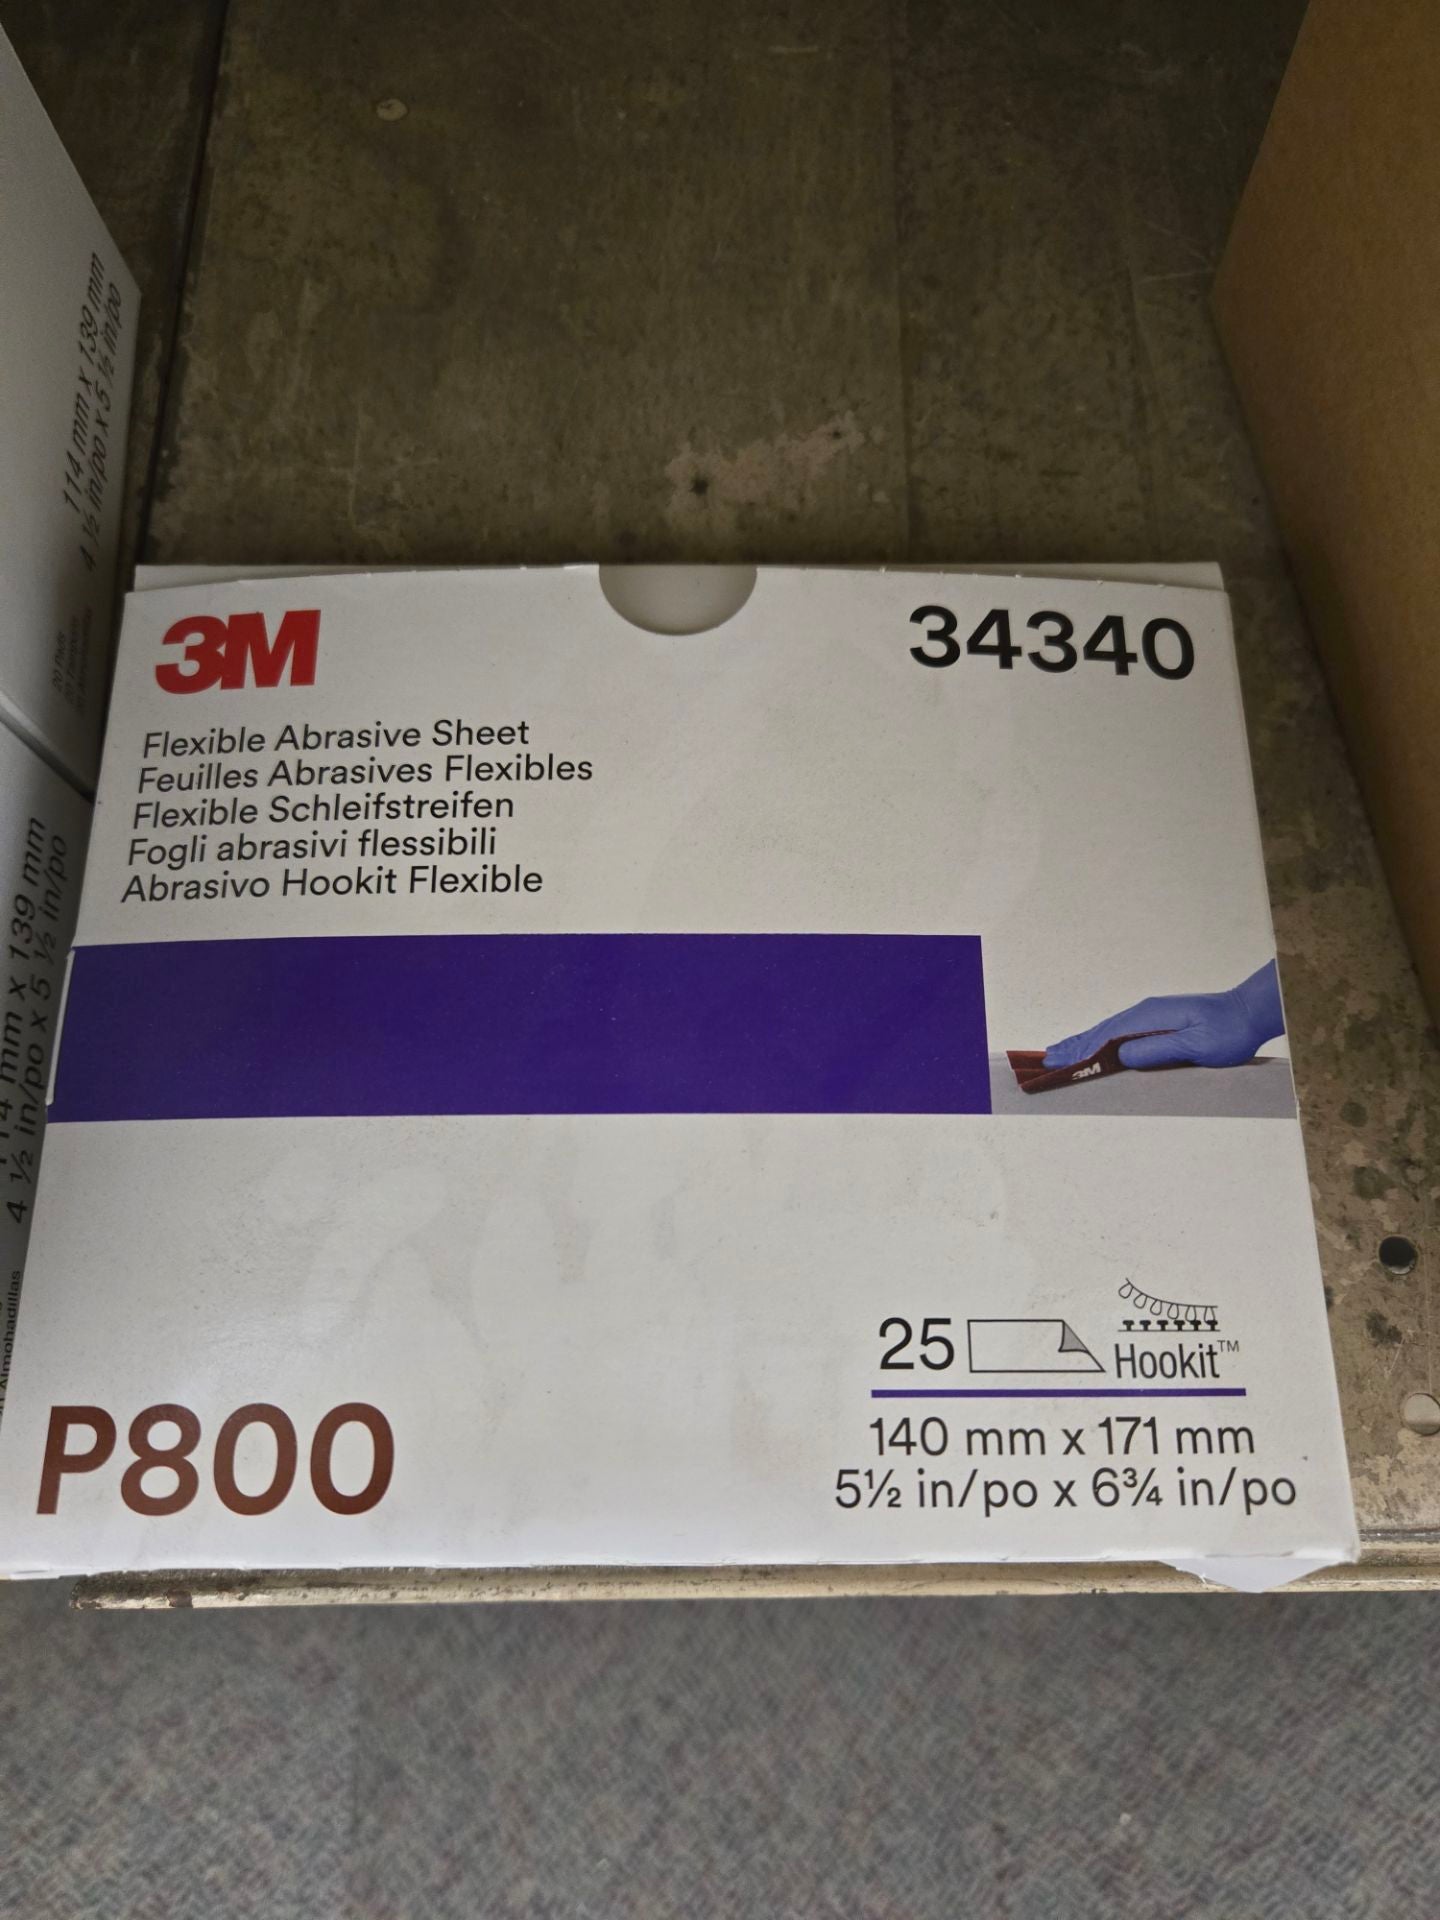 114 mm x 139 mm
4 ½ in/po x 5 ½ in/po
20 Pads
3M
34340
Flexible Abrasive Sheet
Feuilles Abrasives Flexibles
Flexible Schleifstreifen
Fogli abrasivi flessibili
Abrasivo Hookit Flexible
3M
mm x 139 mm
4 ½ in/po x 5 ½ in/po
Almohadillas
25
Hookit™
P800
140 mm x 171 mm
5½ in/po x 6¾ in/po